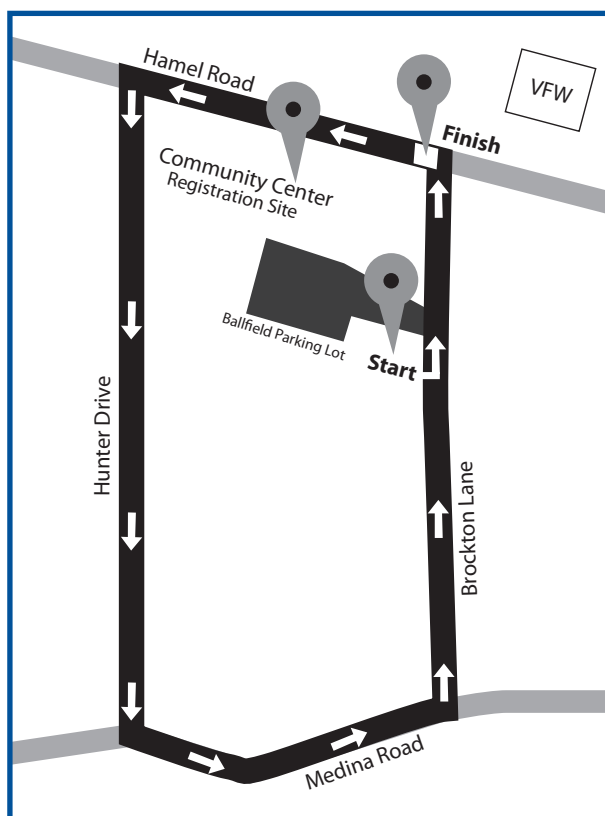 Hamel Road
VFW
Finish
Community Center
Registration Site
Ballfield Parking Lot
Start
Hunter Drive
Brockton Lane
Medina Road